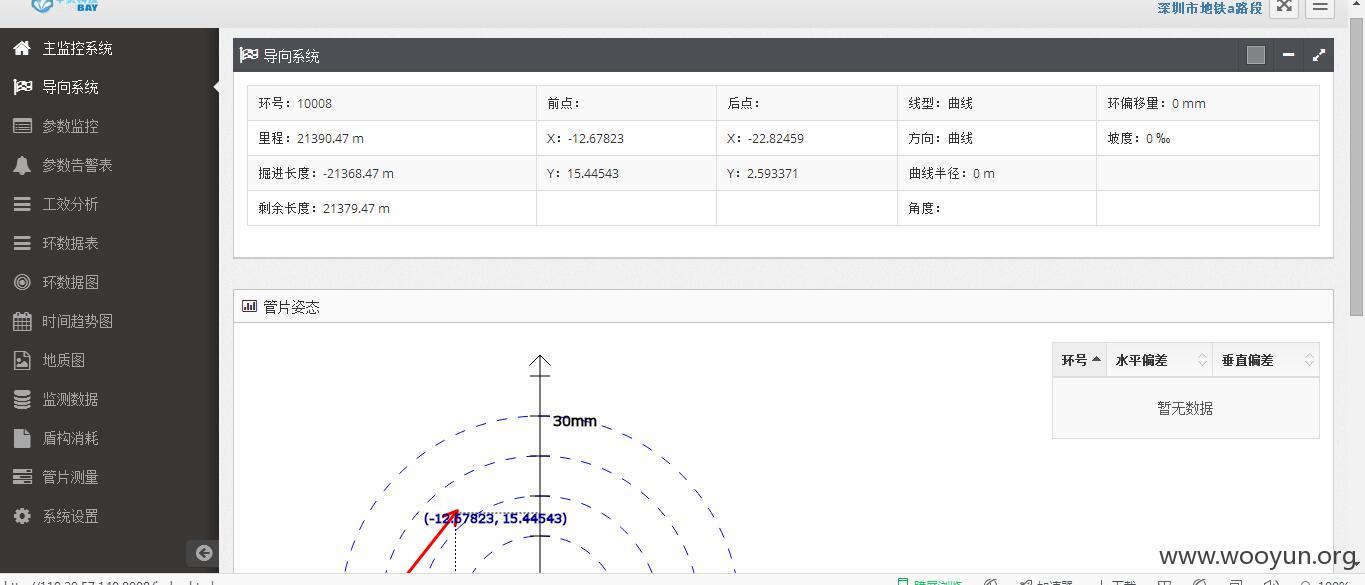 BAY
深圳市地铁a路段
主监控系统
导向系统
参数监控
参数告警表
工效分析
环数据表
环数据图
时间趋势图
地质图
监测数据
盾构消耗
管片测量
系统设置
导向系统
环号：10008 前点： 后点： 线型：曲线 环偏移量：0 mm
里程：21390.47 m X：-12.67823 X：-22.82459 方向：曲线 坡度：0 ‰
掘进长度：-21368.47 m Y：15.44543 Y：2.593371 曲线半径：0 m
剩余长度：21379.47 m 角度：
管片姿态
环号 水平偏差 垂直偏差
暂无数据
30mm
(-12.67823, 15.44543)
www.wooyun.org